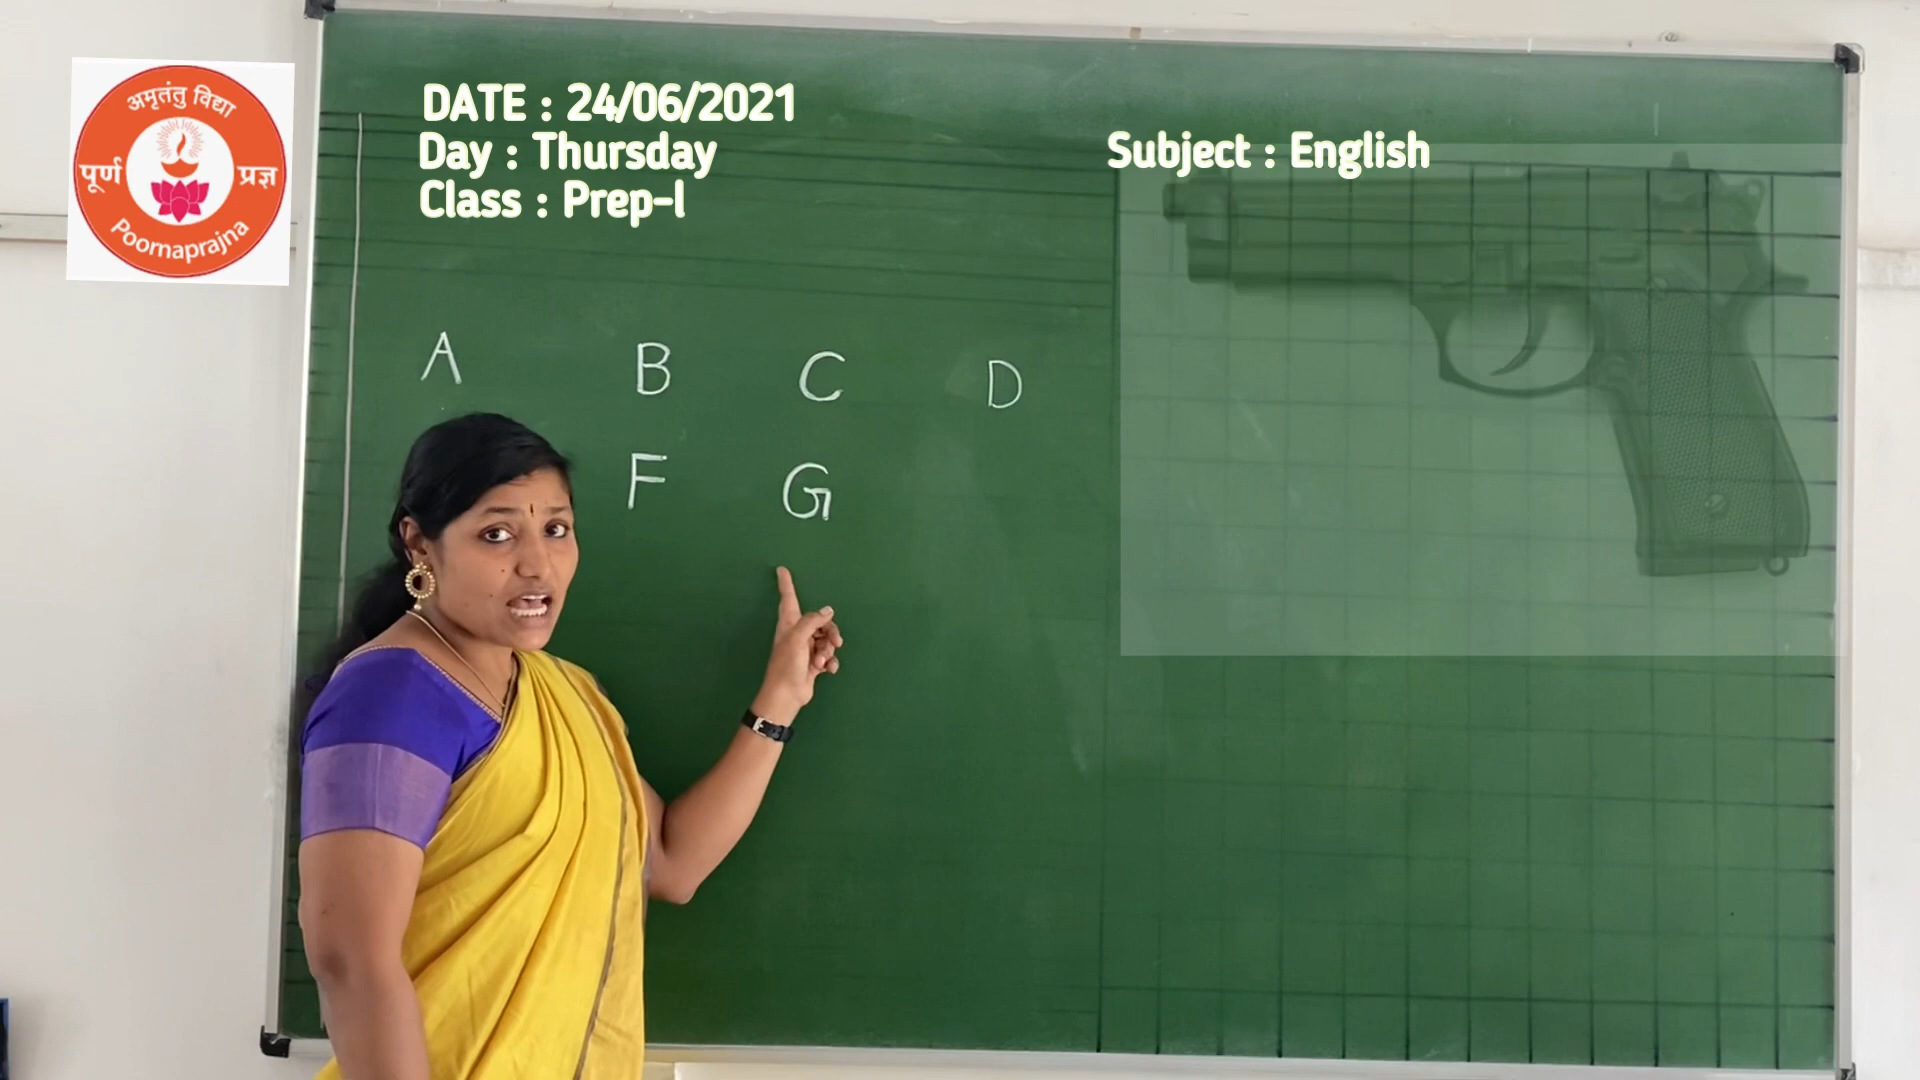 अमृतंतु विद्या
पूर्ण प्रज्ञ
Poornaprajna
DATE : 24/06/2021
Day : Thursday
Class : Prep-l
Subject : English
A B C D
F G